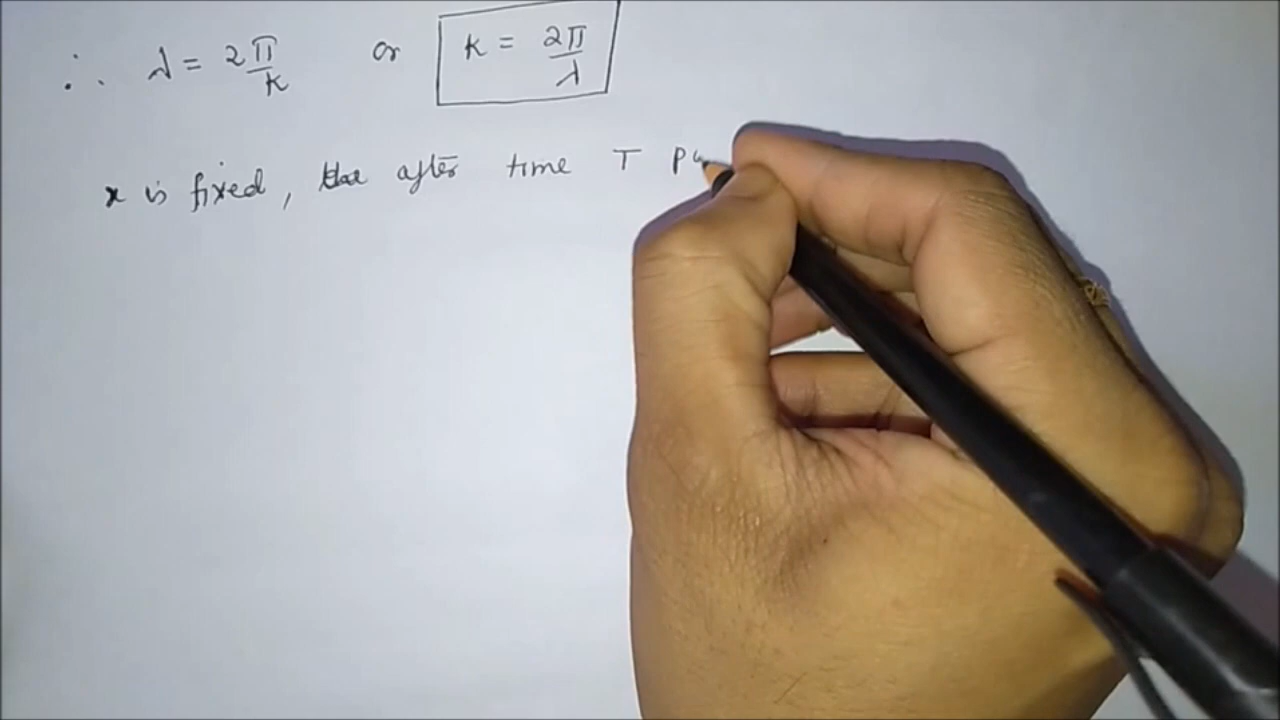 ∴ λ = 2π/k or k = 2π/λ
x is fixed, after time T